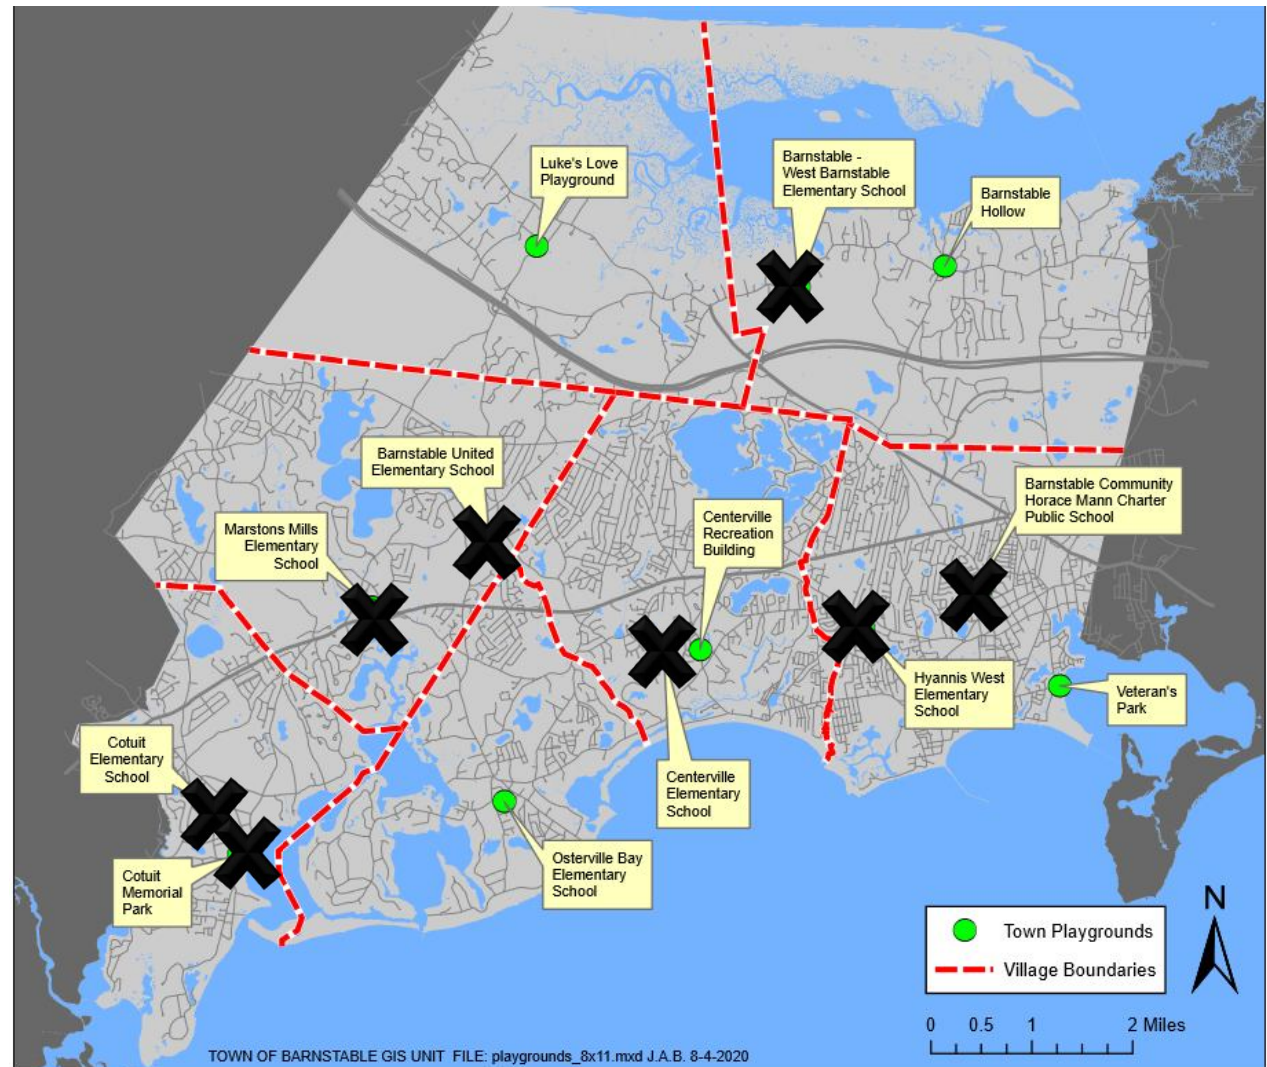 Luke's Love
Playground
Barnstable -
West Barnstable
Elementary School
Barnstable
Hollow
Barnstable United
Elementary School
Barnstable Community
Horace Mann Charter
Public School
Centerville
Recreation
Building
Marstons Mills
Elementary
School
Hyannis West
Elementary
School
Veteran's
Park
Cotuit
Elementary
School
Centerville
Elementary
School
Osterville Bay
Elementary
School
Cotuit
Memorial
Park
N
Town Playgrounds
Village Boundaries
0 0.5 1 2 Miles
TOWN OF BARNSTABLE GIS UNIT FILE: playgrounds_8x11.mxd J.A.B. 8-4-2020